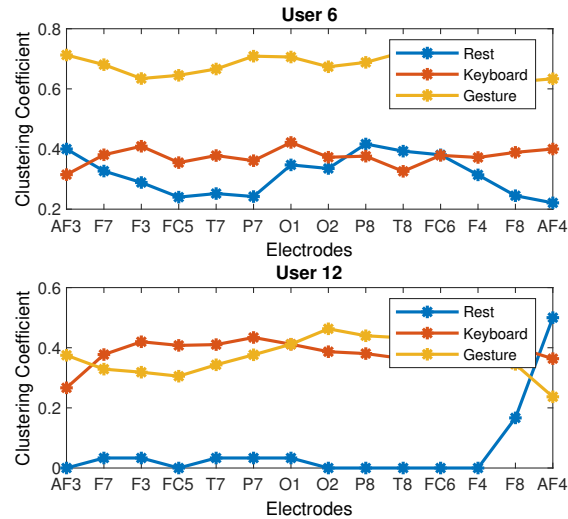 User 6
Clustering Coefficient
0.8
0.6
0.4
0.2
Rest
Keyboard
Gesture
AF3 F7 F3 FC5 T7 P7 O1 O2 P8 T8 FC6 F4 F8 AF4
Electrodes
User 12
Clustering Coefficient
0.6
0.4
0.2
0
Rest
Keyboard
Gesture
AF3 F7 F3 FC5 T7 P7 O1 O2 P8 T8 FC6 F4 F8 AF4
Electrodes